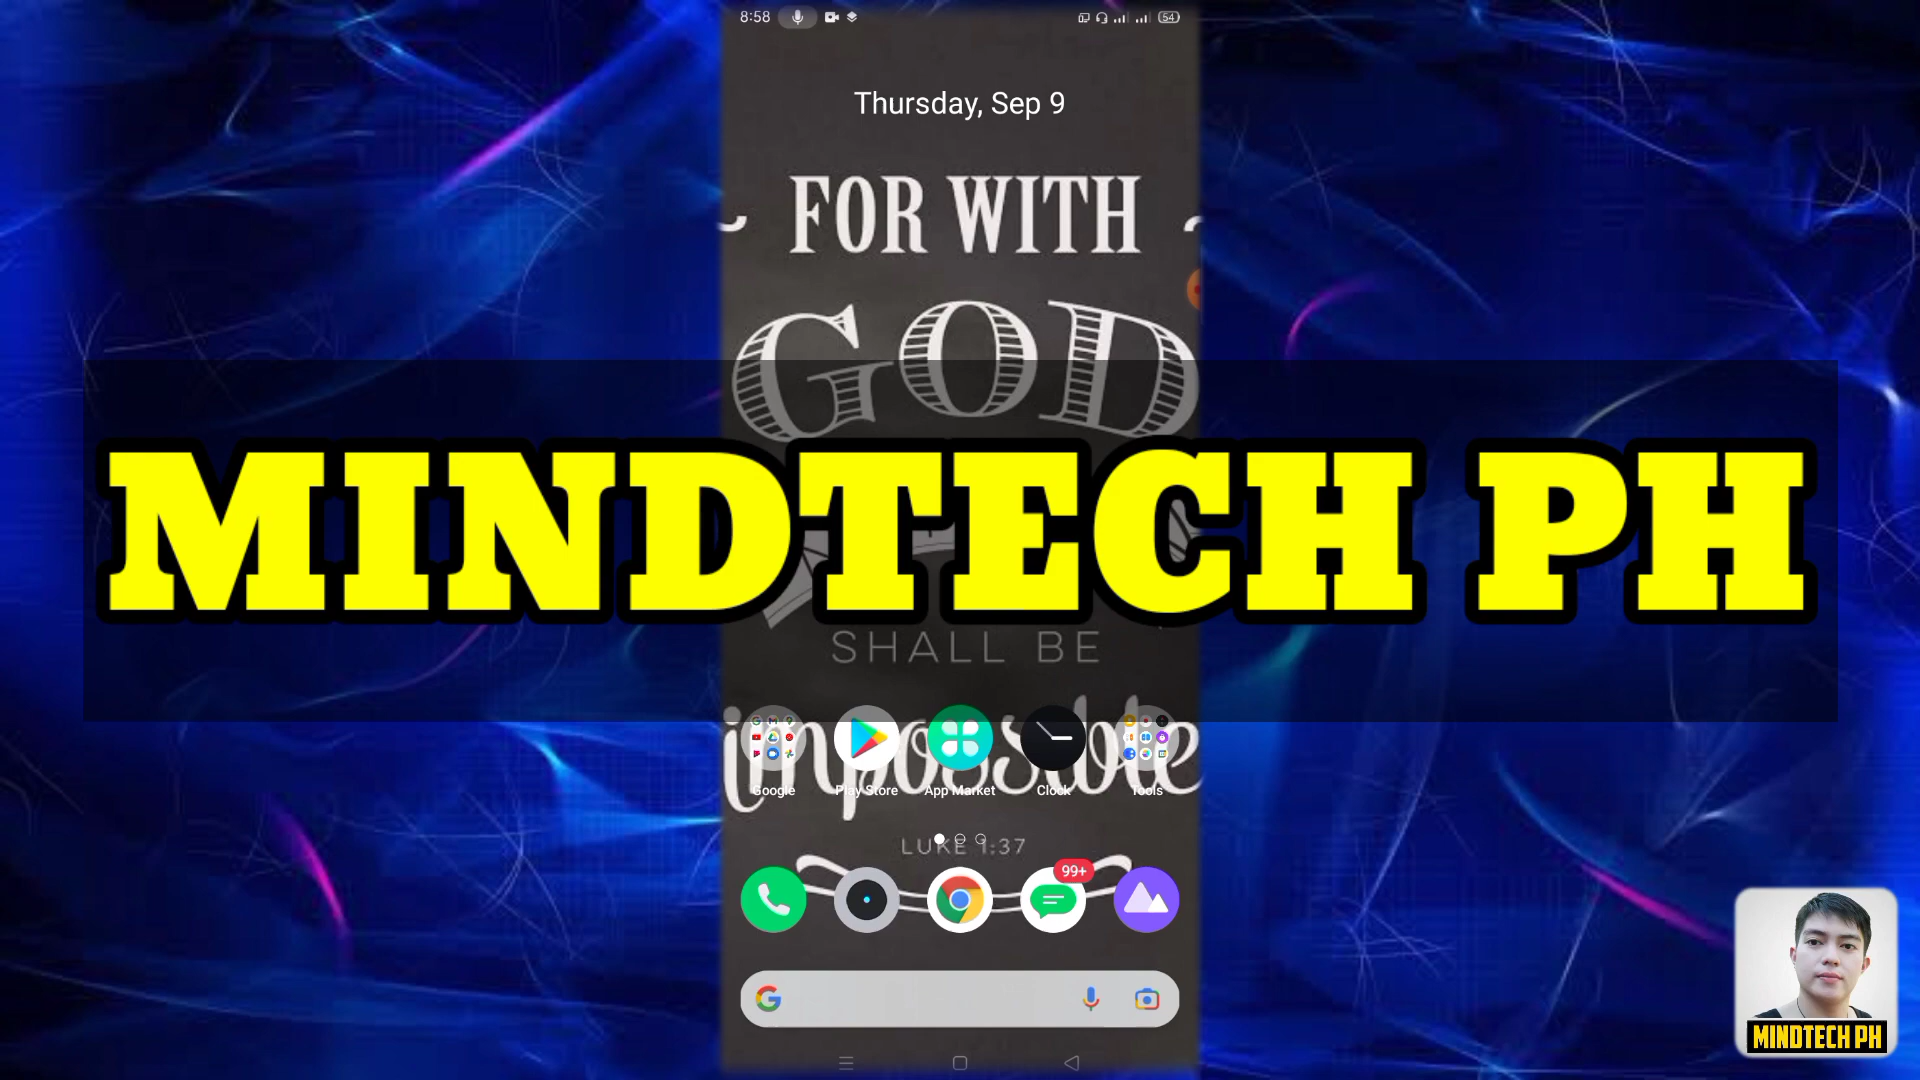 8:58
54
Thursday, Sep 9
FOR WITH
GOD
MINDTECH PH
SHALL BE
impossible
Google
Play Store
App Market
Clock
Tools
LUKE 1:37
99+
MINDTECH PH